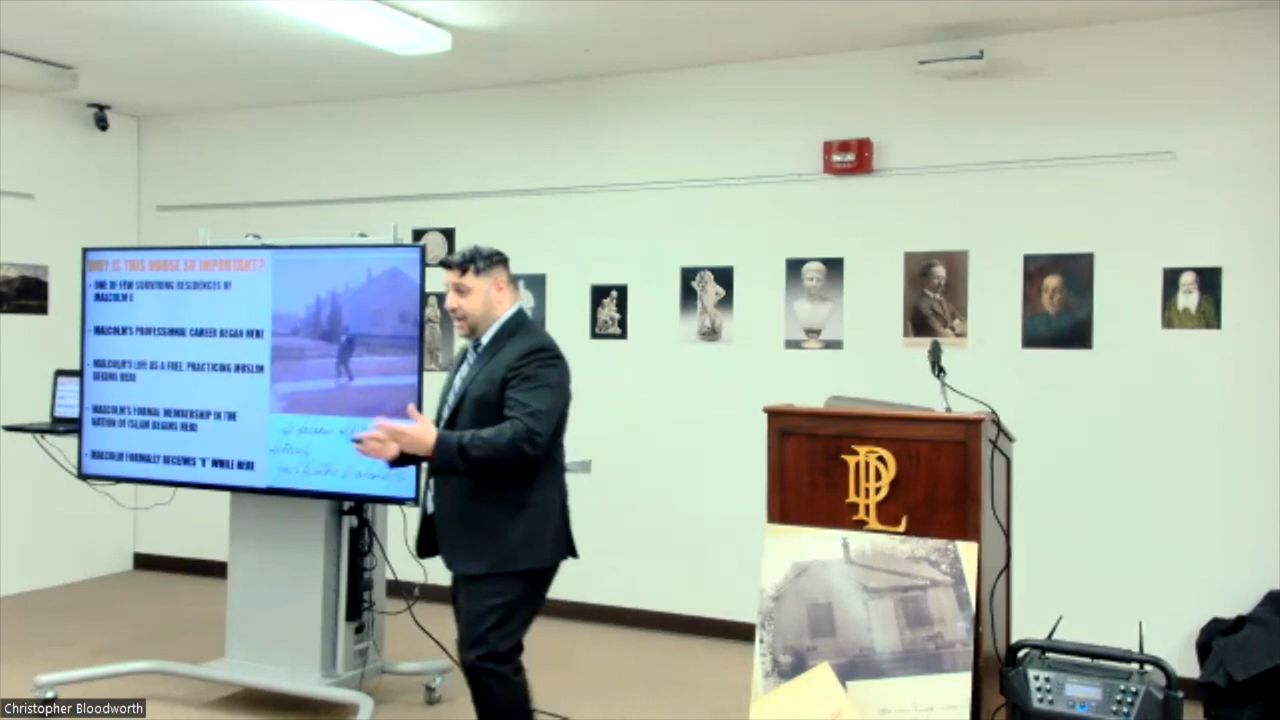 WHY IS THIS HOUSE SO IMPORTANT?
- ONE OF FEW SURVIVING RESIDENCES OF
MALCOLM X
- MALCOLM'S PROFESSIONAL CAREER BEGAN HERE
- MALCOLM'S LIFE AS A FREE, PRACTICING MUSLIM
BEGINS HERE
- MALCOLM'S FORMAL MEMBERSHIP IN THE
NATION OF ISLAM BEGINS HERE
- MALCOLM FORMALLY RECEIVES "X" WHILE HERE
DPL
Christopher Bloodworth